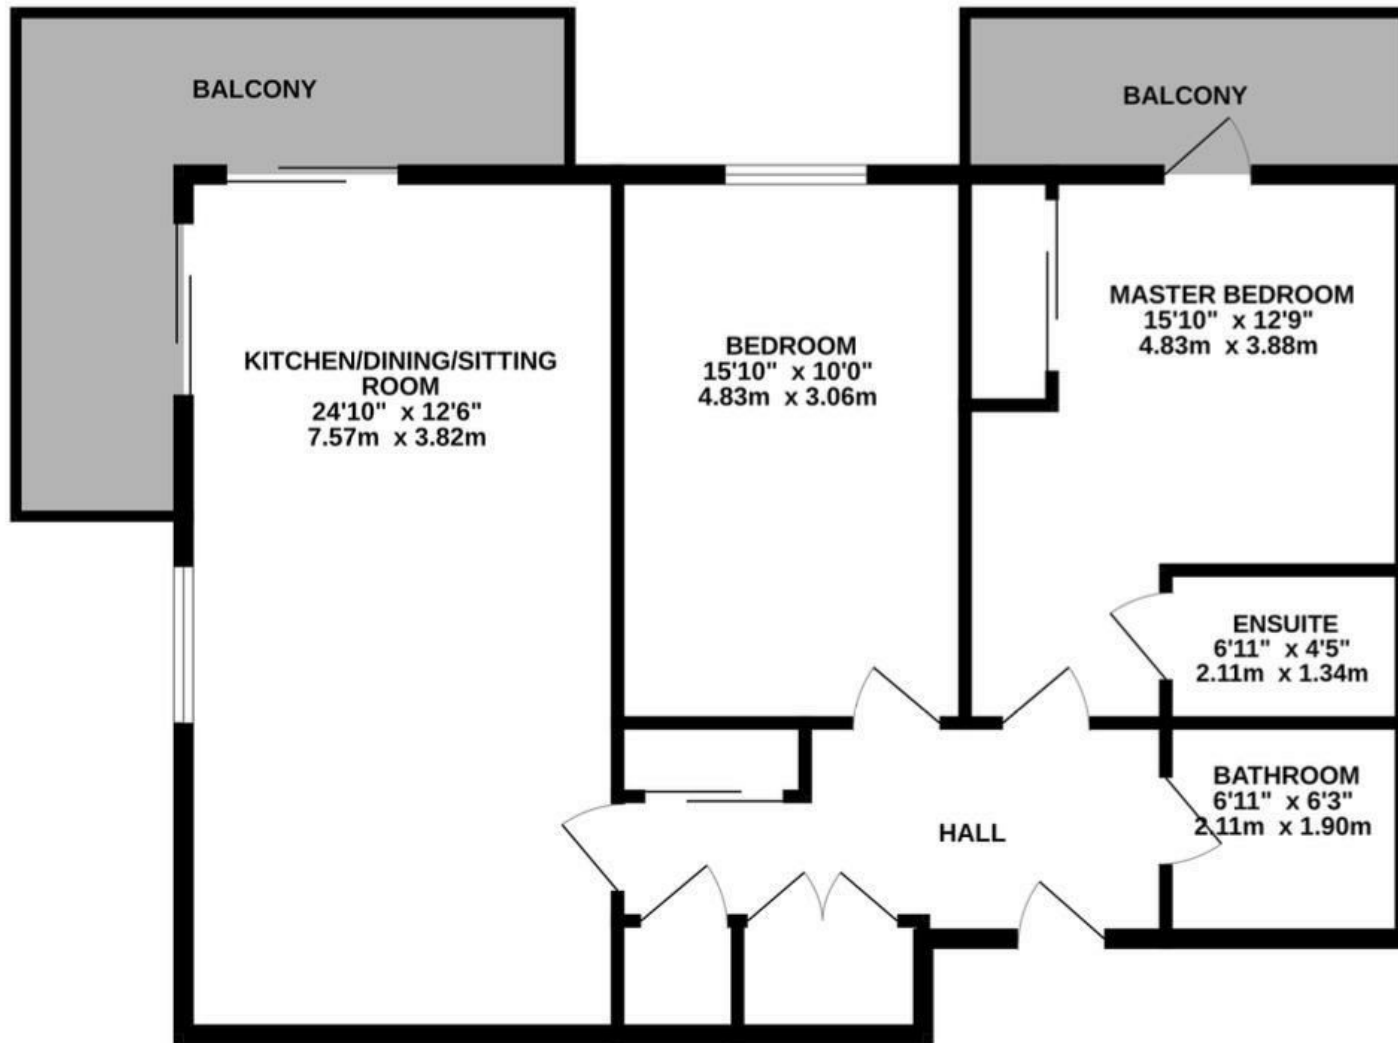 BALCONY
BALCONY
KITCHEN/DINING/SITTING
ROOM
24'10" x 12'6"
7.57m x 3.82m
BEDROOM
15'10" x 10'0"
4.83m x 3.06m
MASTER BEDROOM
15'10" x 12'9"
4.83m x 3.88m
ENSUITE
6'11" x 4'5"
2.11m x 1.34m
BATHROOM
6'11" x 6'3"
2.11m x 1.90m
HALL